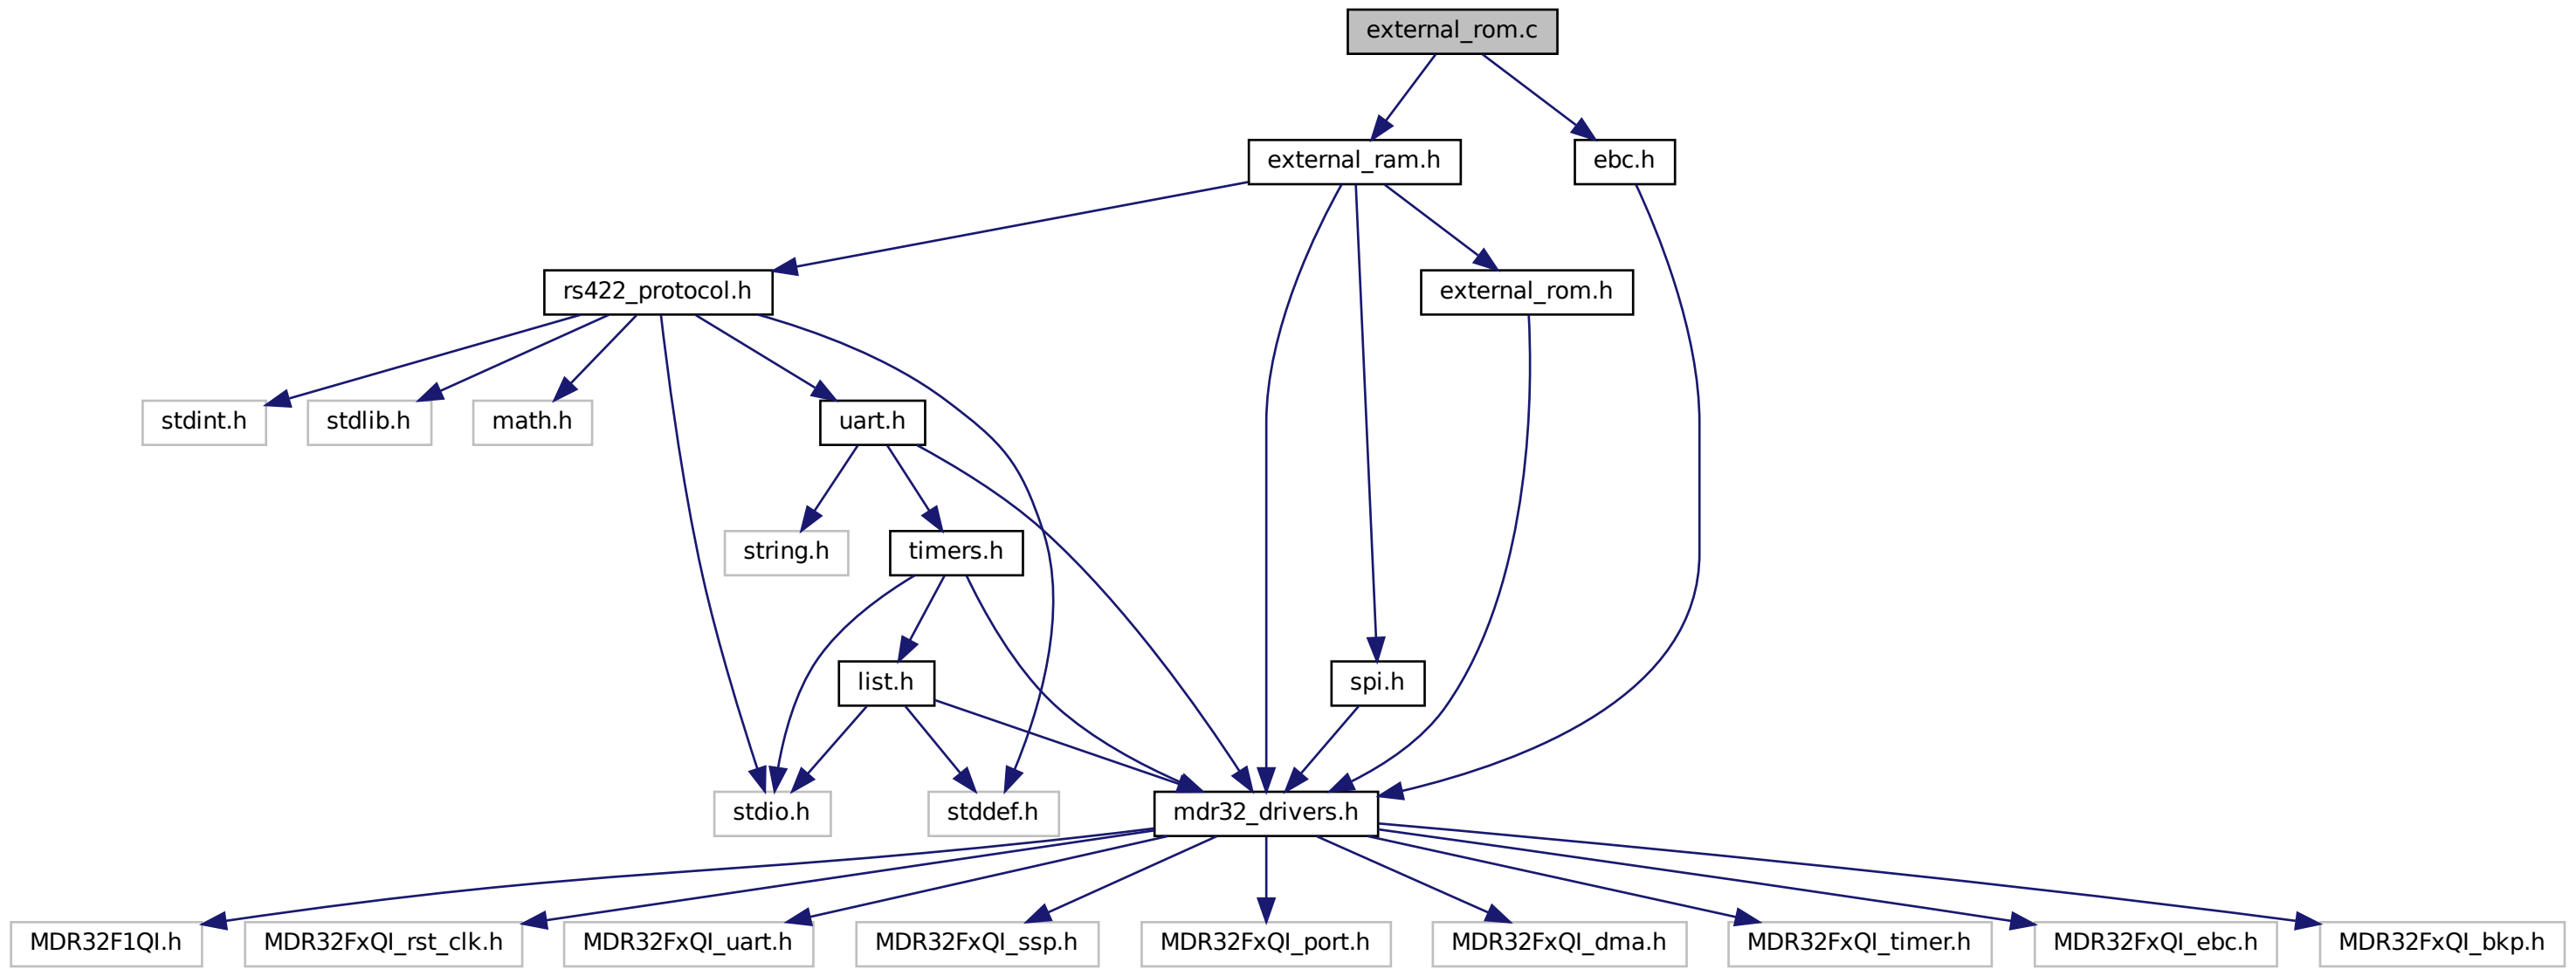 external_rom.c
external_ram.h
ebc.h
rs422_protocol.h
external_rom.h
stdint.h
stdlib.h
math.h
uart.h
string.h
timers.h
list.h
spi.h
stdio.h
stddef.h
mdr32_drivers.h
MDR32F1QI.h
MDR32FxQI_rst_clk.h
MDR32FxQI_uart.h
MDR32FxQI_ssp.h
MDR32FxQI_port.h
MDR32FxQI_dma.h
MDR32FxQI_timer.h
MDR32FxQI_ebc.h
MDR32FxQI_bkp.h